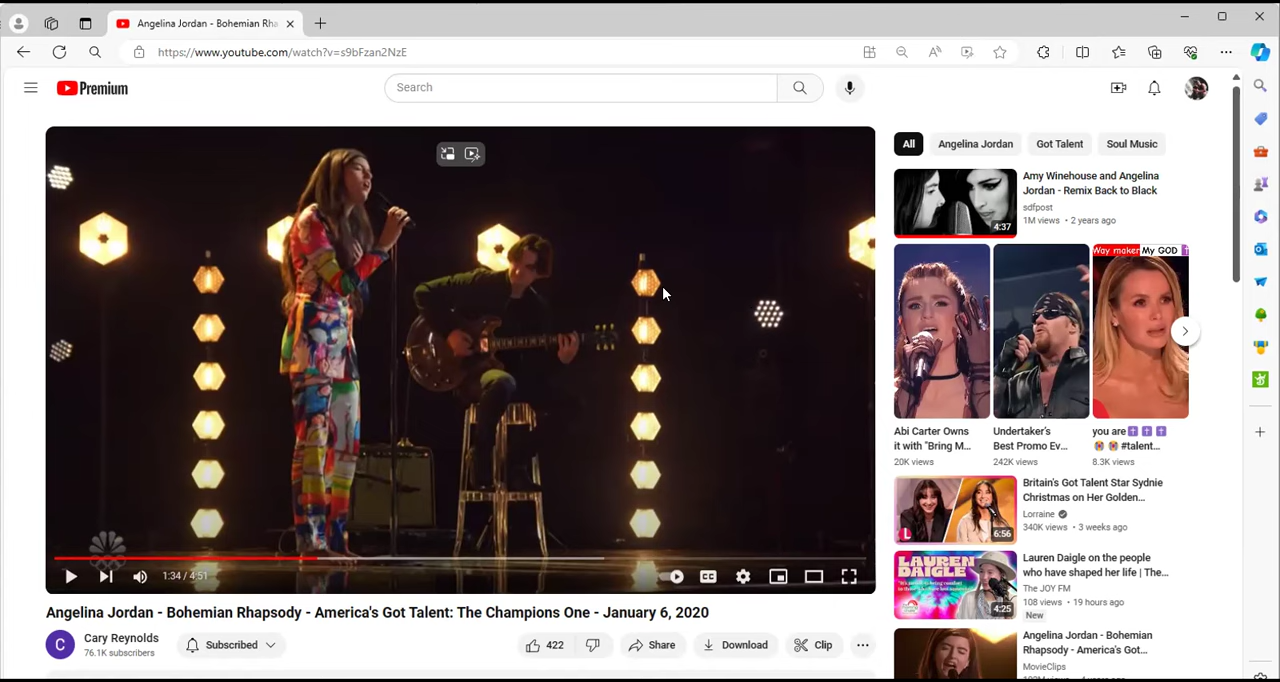 Angelina Jordan - Bohemian Rha
https://www.youtube.com/watch?v=s9bFzan2NzE
Premium
Search
All
Angelina Jordan
Got Talent
Soul Music
Amy Winehouse and Angelina
Jordan - Remix Back to Black
sdfpost
1M views • 2 years ago
4:37
Way maker My GOD
Abi Carter Owns
it with "Bring M...
20K views
Undertaker's
Best Promo Ev...
242K views
you are
#talent...
8.3K views
Britain's Got Talent Star Sydnie
Christmas on Her Golden...
Lorraine
340K views • 3 weeks ago
6:56
LAUREN
DAIGLE
4:25
Lauren Daigle on the people
who have shaped her life | The...
The JOY FM
108 views • 19 hours ago
New
Angelina Jordan - Bohemian
Rhapsody - America's Got...
MovieClips
1:34 / 4:51
CC
Angelina Jordan - Bohemian Rhapsody - America's Got Talent: The Champions One - January 6, 2020
C
Cary Reynolds
76.1K subscribers
Subscribed
422
Share
Download
Clip